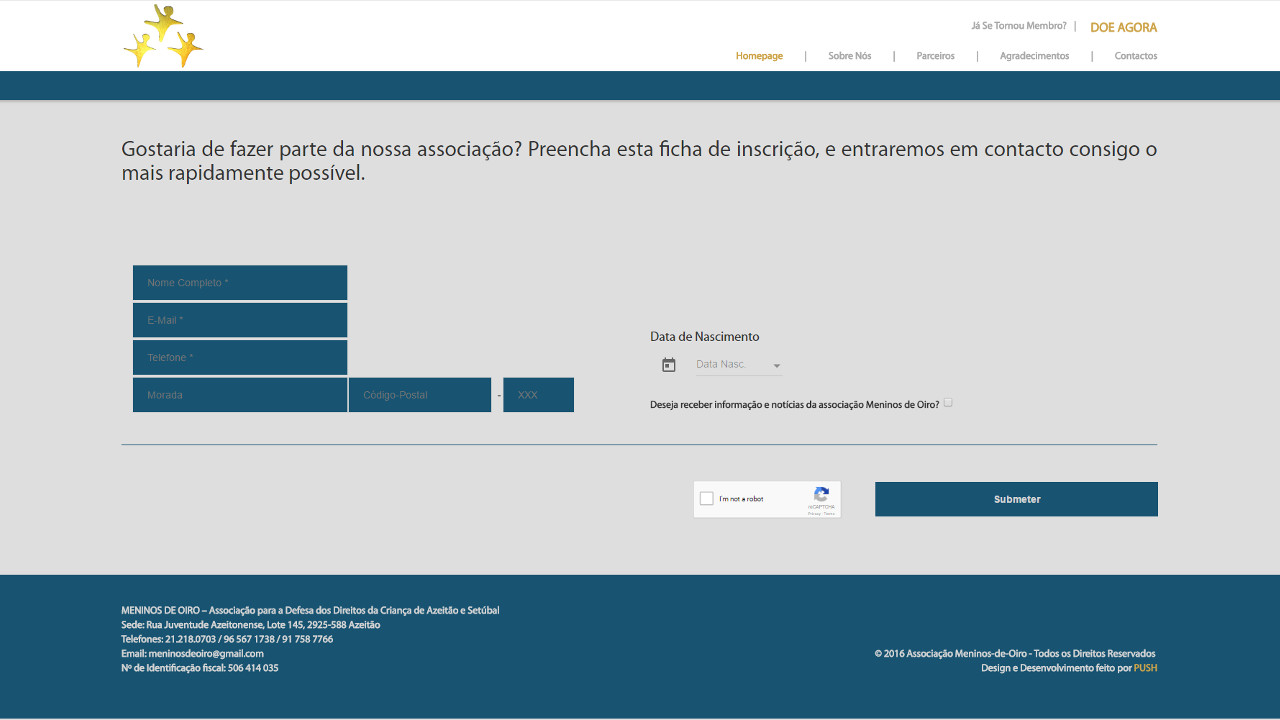 Já Se Tornou Membro? | DOE AGORA
Homepage | Sobre Nós | Parceiros | Agradecimentos | Contactos
Gostaria de fazer parte da nossa associação? Preencha esta ficha de inscrição, e entraremos em contacto consigo o
mais rapidamente possível.
Nome Completo *
E-Mail *
Telefone *
Morada
Código-Postal
-
XXX
Data de Nascimento
Data Nasc.
Deseja receber informação e notícias da associação Meninos de Oiro?
I'm not a robot
reCAPTCHA
Privacy - Terms
Submeter
MENINOS DE OIRO – Associação para a Defesa dos Direitos da Criança de Azeitão e Setúbal
Sede: Rua Juventude Azeitonense, Lote 145, 2925-588 Azeitão
Telefones: 21.218.0703 / 96 567 1738 / 91 758 7766
Email: meninosdeoiro@gmail.com
Nº de Identificação fiscal: 506 414 035
© 2016 Associação Meninos-de-Oiro - Todos os Direitos Reservados
Design e Desenvolvimento feito por PUSH